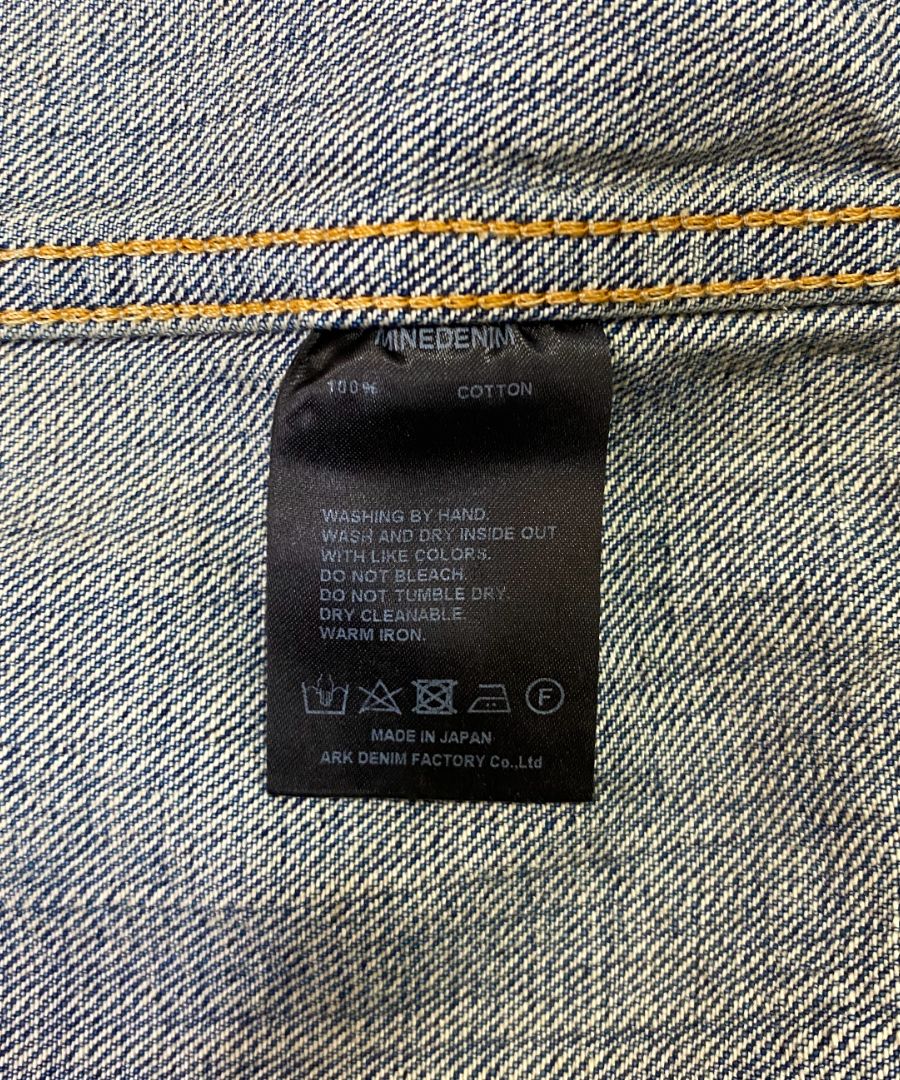 MINEDENIM
100% COTTON
WASHING BY HAND.
WASH AND DRY INSIDE OUT
WITH LIKE COLORS.
DO NOT BLEACH.
DO NOT TUMBLE DRY.
DRY CLEANABLE.
WARM IRON.
F
MADE IN JAPAN
ARK DENIM FACTORY Co.,Ltd